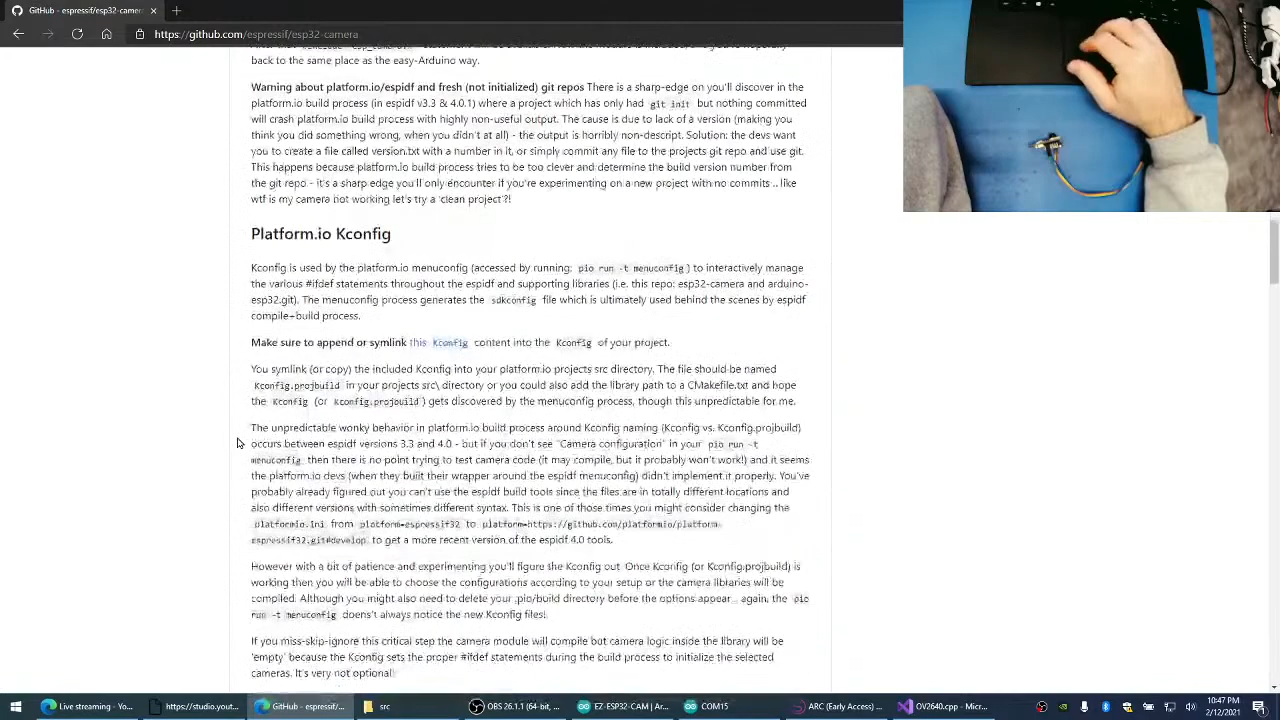 GitHub - espressif/esp32-camera
https://github.com/espressif/esp32-camera
back to the same place as the easy-Arduino way.
Warning about platform.io/espidf and fresh (not initialized) git repos There is a sharp-edge on you'll discover in the
platform.io build process (in espidf v3.3 & 4.0.1) where a project which has only had git init but nothing committed
will crash platform.io build process with highly non-useful output. The cause is due to lack of a version (making you
think you did something wrong, when you didn't at all) - the output is horribly non-descript. Solution: the devs want
you to create a file called version.txt with a number in it, or simply commit any file to the projects git repo and use git.
This happens because platform.io build process tries to be too clever and determine the build version number from
the git repo - it's a sharp edge you'll only encounter if you're experimenting on a new project with no commits .. like
wtf is my camera not working let's try a 'clean project'?!
Platform.io Kconfig
Kconfig is used by the platform.io menuconfig (accessed by running: pio run -t menuconfig) to interactively manage
the various #ifdef statements throughout the espidf and supporting libraries (i.e. this repo: esp32-camera and arduino-
esp32.git). The menuconfig process generates the sdkconfig file which is ultimately used behind the scenes by espidf
compile+build process.
Make sure to append or symlink this Kconfig content into the Kconfig of your project.
You symlink (or copy) the included Kconfig into your platform.io projects src directory. The file should be named
Kconfig.projbuild in your projects src\ directory or you could also add the library path to a CMakefile.txt and hope
the Kconfig (or Kconfig.projbuild) gets discovered by the menuconfig process, though this unpredictable for me.
The unpredictable wonky behavior in platform.io build process around Kconfig naming (Kconfig vs. Kconfig.projbuild)
occurs between espidf versions 3.3 and 4.0 - but if you don't see "Camera configuration" in your pio run -t
menuconfig then there is no point trying to test camera code (it may compile, but it probably won't work!) and it seems
the platform.io devs (when they built their wrapper around the espidf menuconfig) didn't implement it properly. You've
probably already figured out you can't use the espidf build tools since the files are in totally different locations and
also different versions with sometimes different syntax. This is one of those times you might consider changing the
platformio.ini from platform=espressif32 to platform=https://github.com/platformio/platform-
espressif32.git#develop to get a more recent version of the espidf 4.0 tools.
However with a bit of patience and experimenting you'll figure the Kconfig out. Once Kconfig (or Kconfig.projbuild) is
working then you will be able to choose the configurations according to your setup or the camera libraries will be
compiled. Although you might also need to delete your .pio/build directory before the options appear .. again, the pio
run -t menuconfig doens't always notice the new Kconfig files!
If you miss-skip-ignore this critical step the camera module will compile but camera logic inside the library will be
'empty' because the Kconfig sets the proper #ifdef statements during the build process to initialize the selected
cameras. It's very not optional!
Live streaming - Yo...
https://studio.yout...
GitHub - espressif/...
src
OBS 26.1.1 (64-bit, ...
EZ-ESP32-CAM | Ar...
COM15
ARC (Early Access) ...
OV2640.cpp - Micr...
10:47 PM
2/12/2021